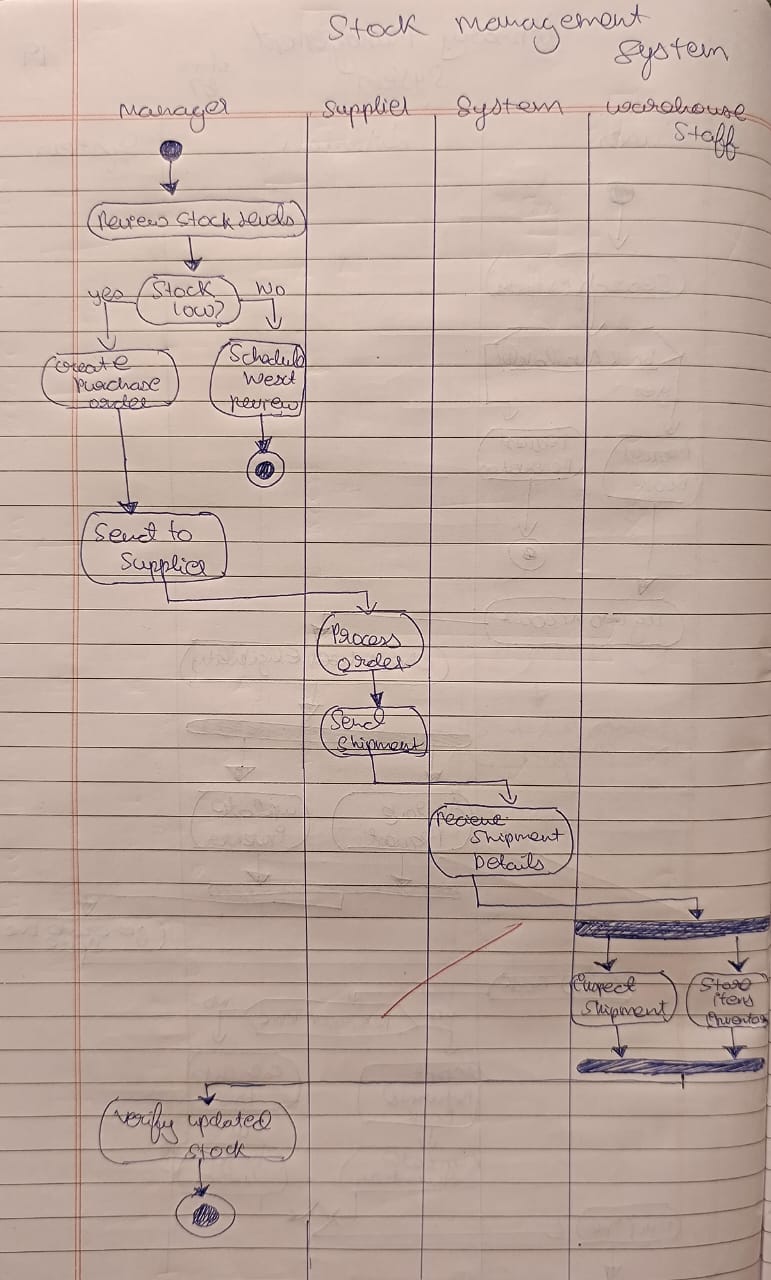 Stock Management
System
Manager
Supplier
System
Warehouse
Staff
Review Stock Levels
yes
Stock
low?
No
Create
Purchase
order
Schedule
Next
review
Send to
Supplier
Process
Order
Send
Shipment
Recieve
Shipment
Details
Inspect
Shipment
Store
items
Verify updated
Stock